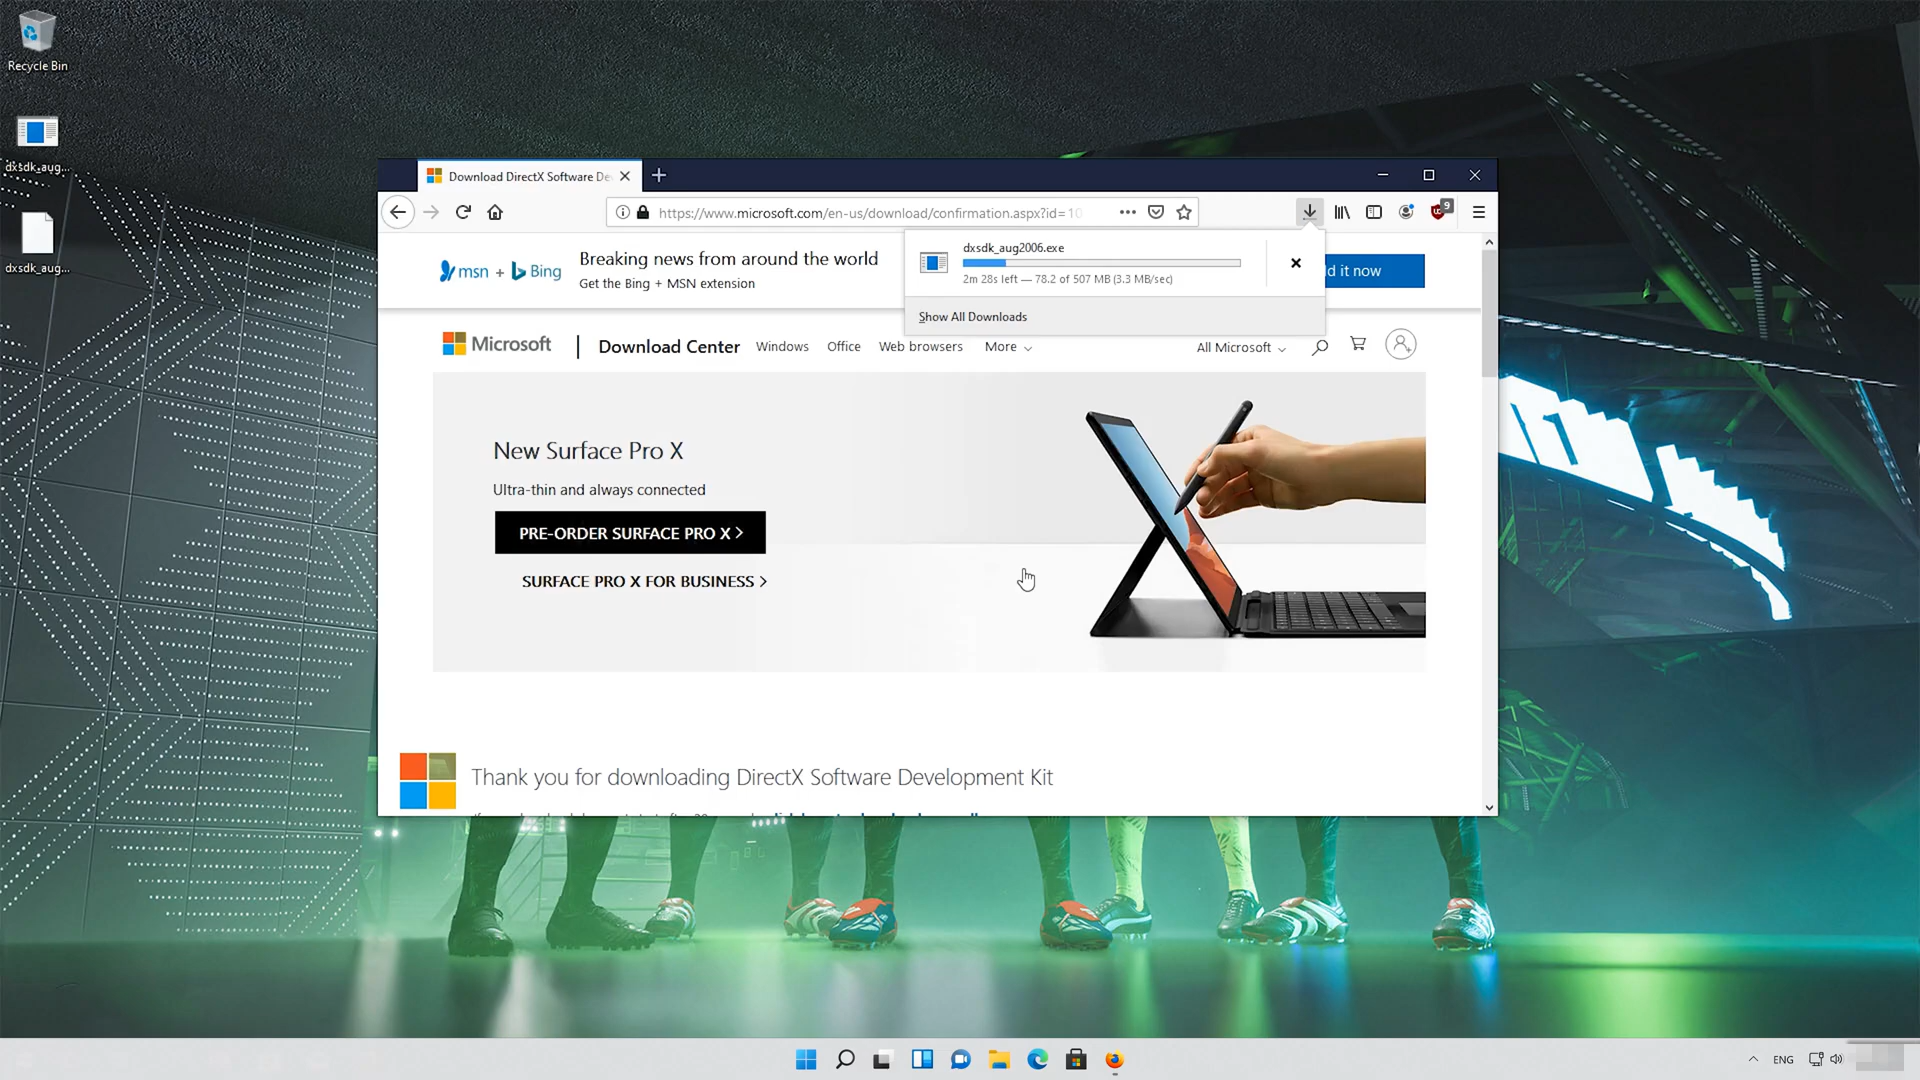 Recycle Bin
dxsdk_aug...
dxsdk_aug...
Download DirectX Software De
https://www.microsoft.com/en-us/download/confirmation.aspx?id=10
9
dxsdk_aug2006.exe
2m 28s left — 78.2 of 507 MB (3.3 MB/sec)
Show All Downloads
msn + Bing
Breaking news from around the world
Get the Bing + MSN extension
d it now
Microsoft
Download Center
Windows
Office
Web browsers
More
All Microsoft
New Surface Pro X
Ultra-thin and always connected
PRE-ORDER SURFACE PRO X >
SURFACE PRO X FOR BUSINESS >
Thank you for downloading DirectX Software Development Kit
ENG